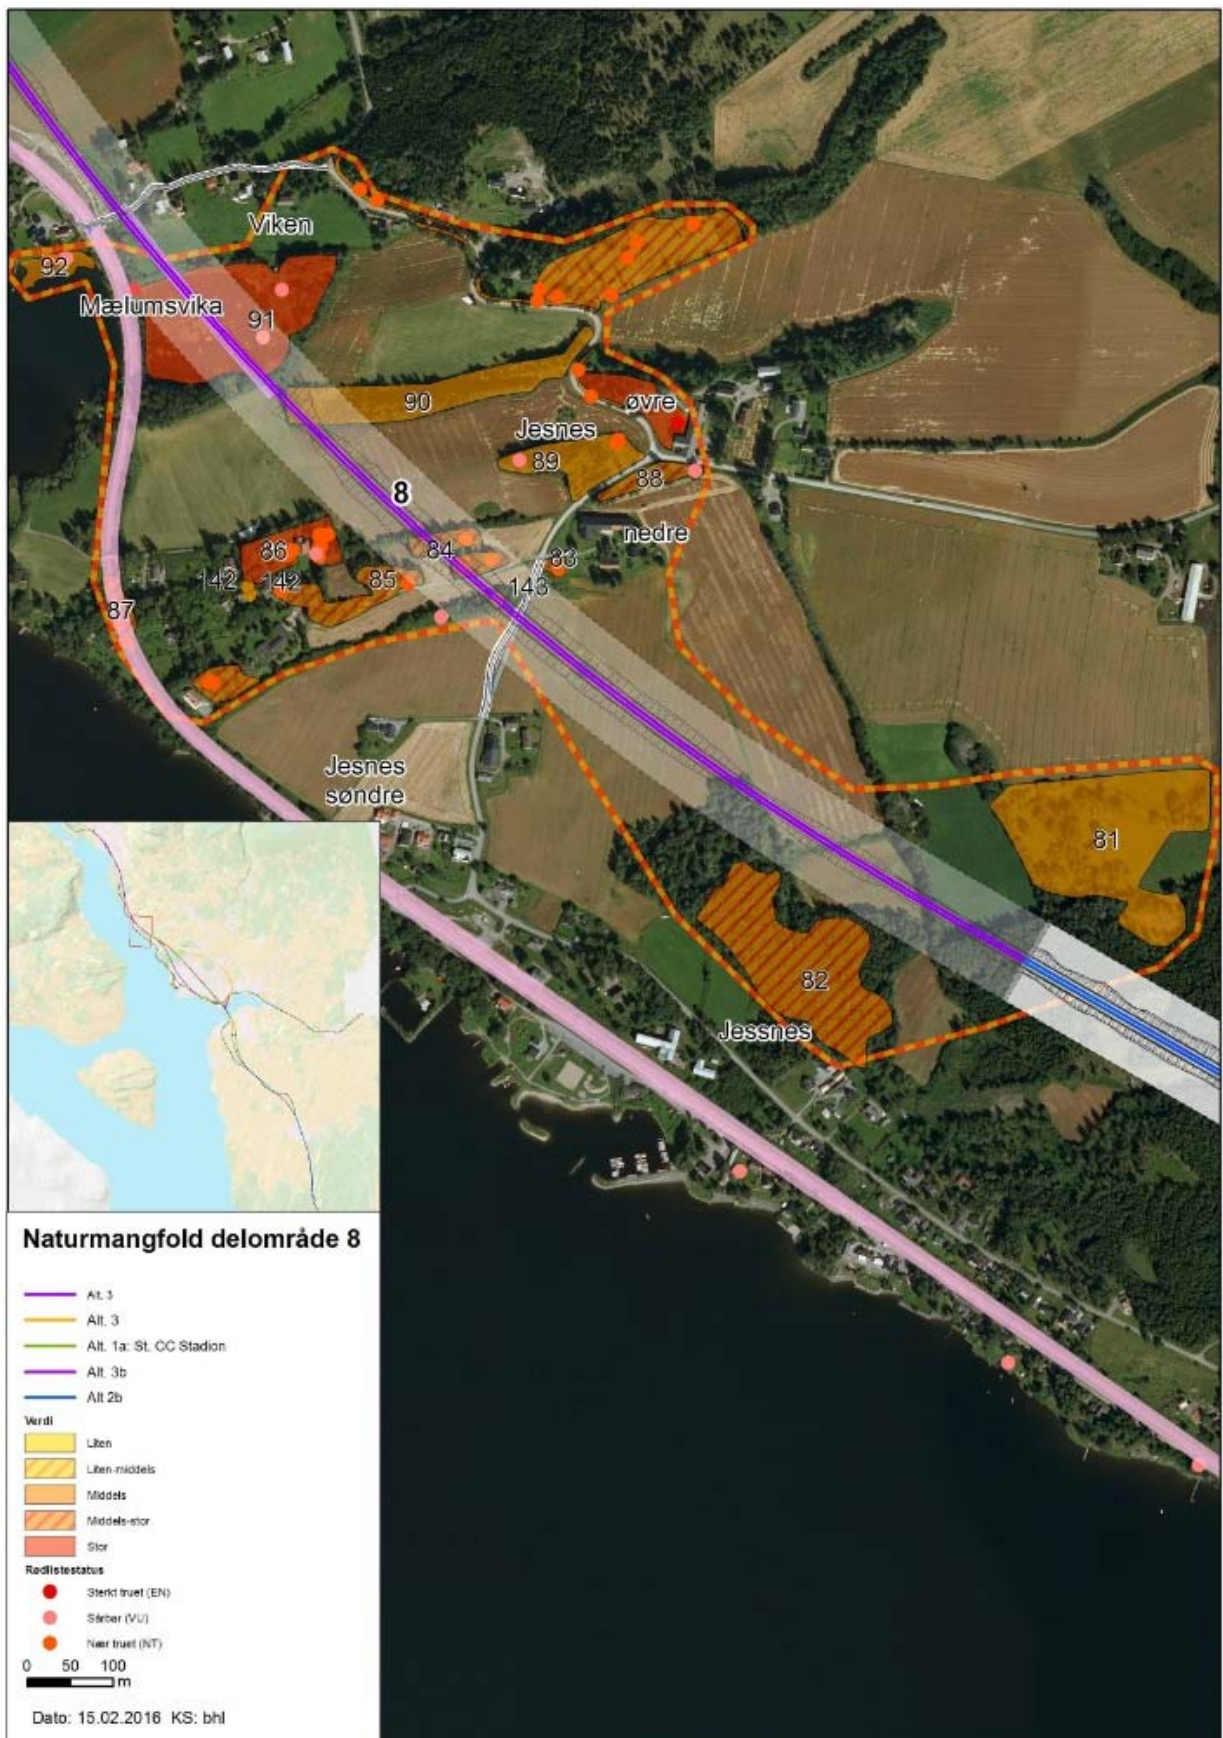 Viken
92
Mælumsvika
91
90
øvre
Jesnes
89
88
8
nedre
84
83
86
142
142
85
143
87
Jesnes
søndre
81
82
Jessnes
Naturmangfold delområde 8
Alt. 3
Alt. 3
Alt. 1a: St. CC Stadion
Alt. 3b
Alt 2b
Verdi
Liten
Liten-middels
Middels
Middels-stor
Stor
Rødlistestatus
Sterkt truet (EN)
Sårbar (VU)
Nær truet (NT)
0 50 100
m
Dato: 15.02.2016 KS: bhl